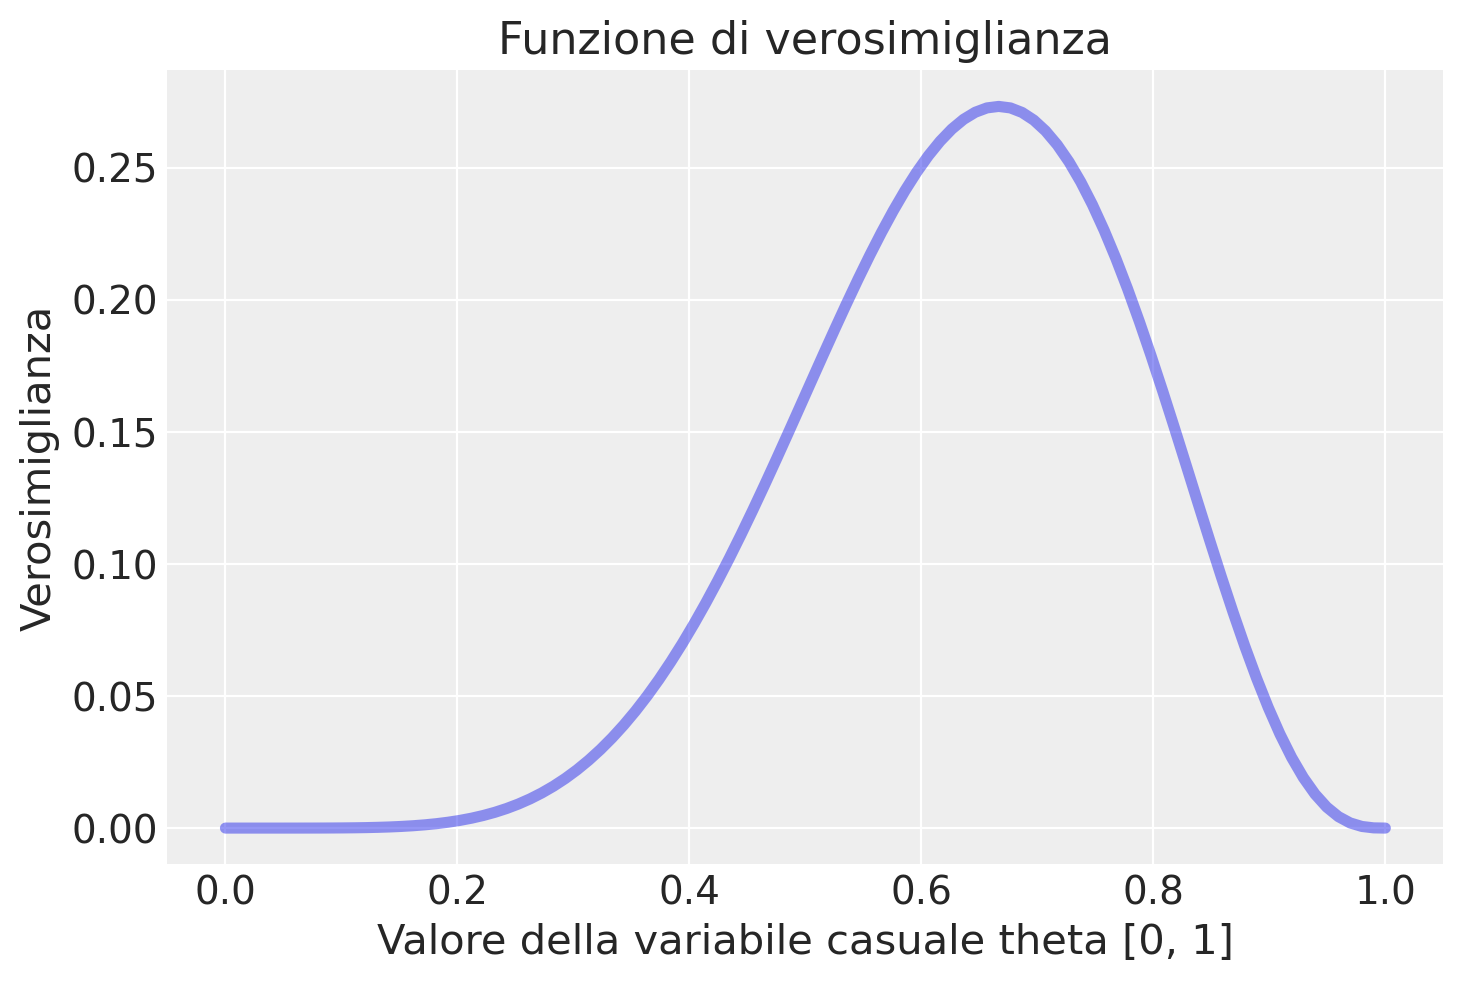 Funzione di verosimiglianza
Verosimiglianza
0.25
0.20
0.15
0.10
0.05
0.00
0.0 0.2 0.4 0.6 0.8 1.0
Valore della variabile casuale theta [0, 1]